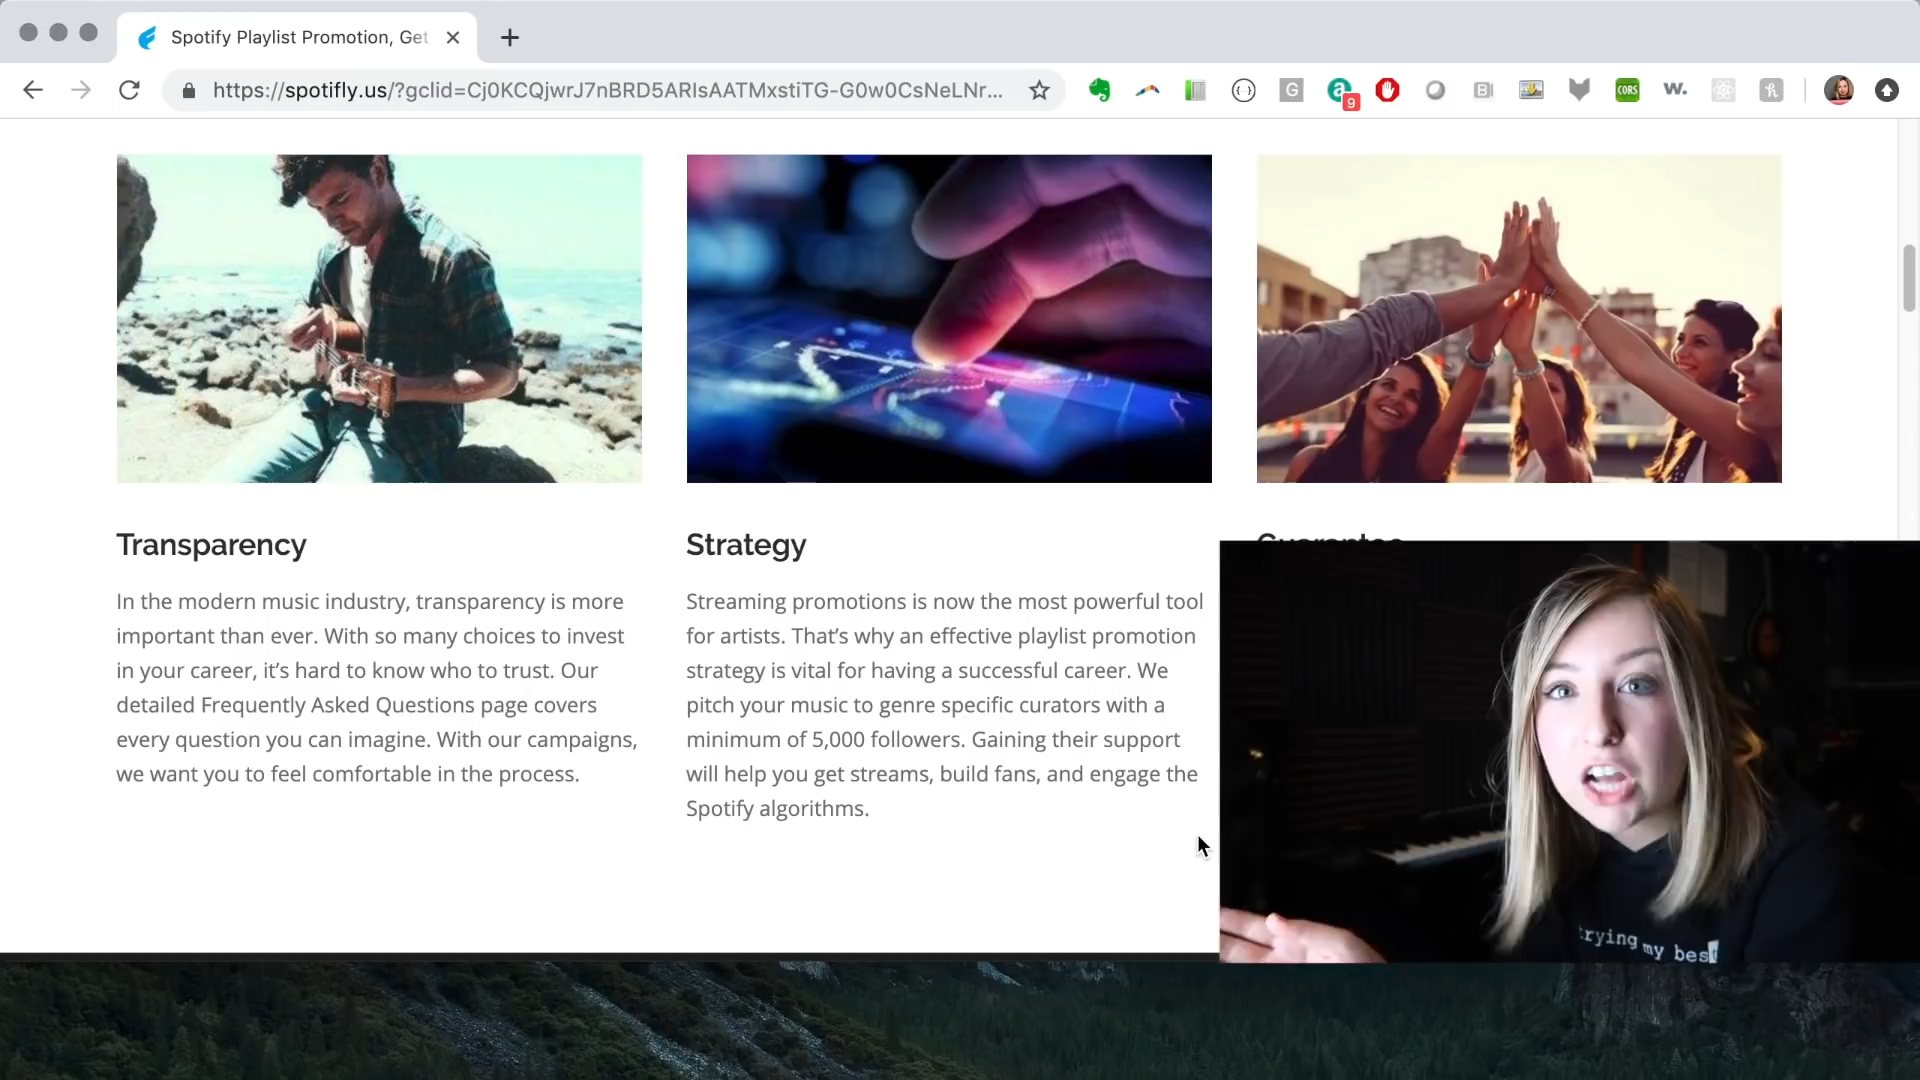 Spotify Playlist Promotion, Get
https://spotifly.us/?gclid=Cj0KCQjwrJ7nBRD5ARIsAATMxstiTG-G0w0CsNeLNr...
G
a
9
B!
CORS
w.
h
Transparency
In the modern music industry, transparency is more
important than ever. With so many choices to invest
in your career, it’s hard to know who to trust. Our
detailed Frequently Asked Questions page covers
every question you can imagine. With our campaigns,
we want you to feel comfortable in the process.
Strategy
Streaming promotions is now the most powerful tool
for artists. That’s why an effective playlist promotion
strategy is vital for having a successful career. We
pitch your music to genre specific curators with a
minimum of 5,000 followers. Gaining their support
will help you get streams, build fans, and engage the
Spotify algorithms.
Guarantee
trying my best